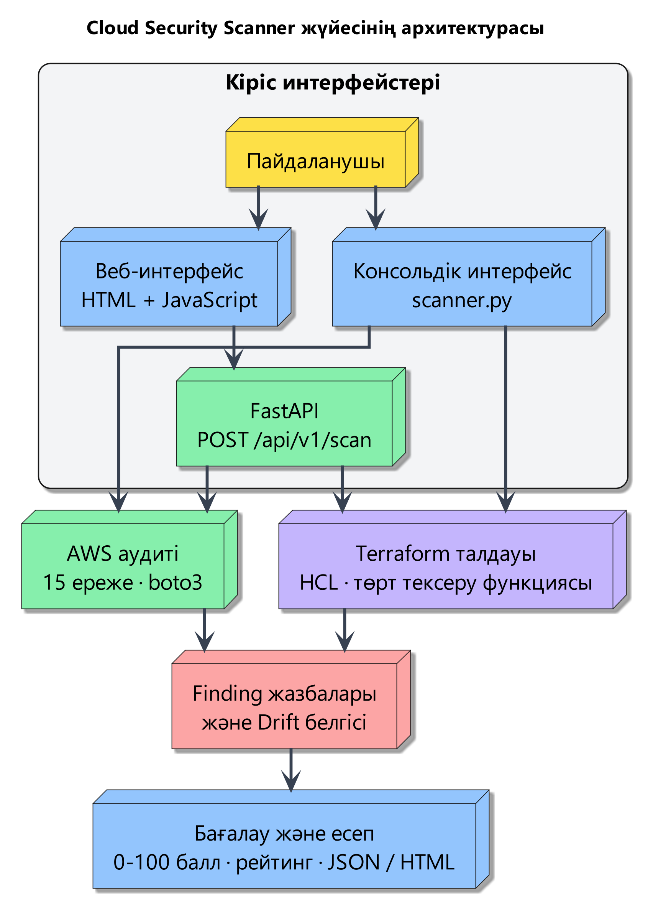 Cloud Security Scanner жүйесінің архитектурасы
Кіріс интерфейстері
Пайдаланушы
Веб-интерфейс
HTML + JavaScript
Консольдік интерфейс
scanner.py
FastAPI
POST /api/v1/scan
AWS аудиті
15 ереже · boto3
Terraform талдауы
HCL · төрт тексеру функциясы
Finding жазбалары
және Drift белгісі
Бағалау және есеп
0-100 балл · рейтинг · JSON / HTML